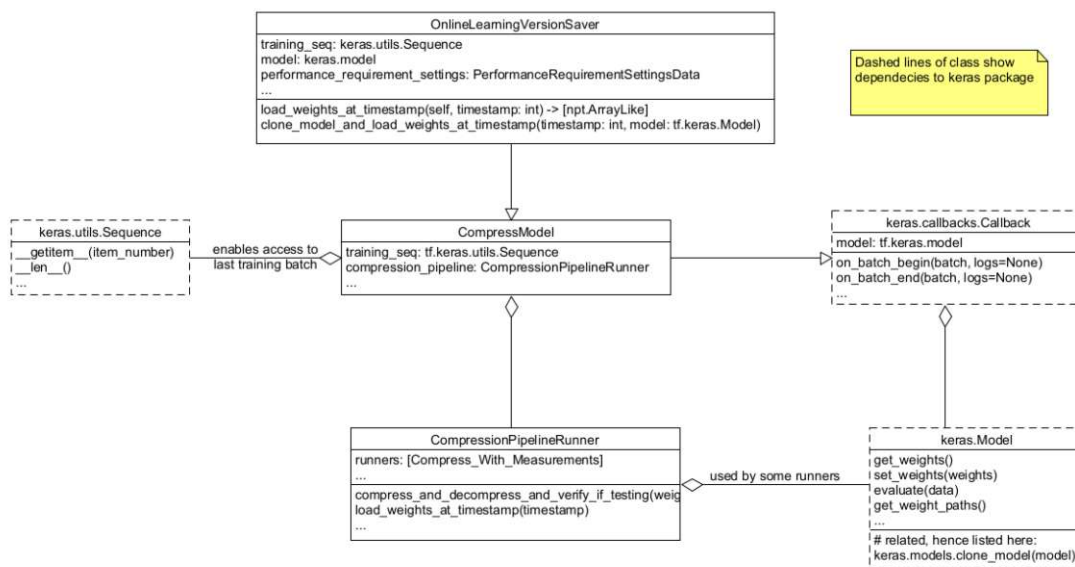 OnlineLearningVersionSaver
training_seq: keras.utils.Sequence
model: keras.model
performance_requirement_settings: PerformanceRequirementSettingsData
...
load_weights_at_timestamp(self, timestamp: int) -> [npt.ArrayLike]
clone_model_and_load_weights_at_timestamp(timestamp: int, model: tf.keras.Model)
Dashed lines of class show
dependecies to keras package
keras.utils.Sequence
__getitem__(item_number)
__len__()
...
enables access to
last training batch
CompressModel
training_seq: tf.keras.utils.Sequence
compression_pipeline: CompressionPipelineRunner
...
keras.callbacks.Callback
model: tf.keras.model
on_batch_begin(batch, logs=None)
on_batch_end(batch, logs=None)
...
CompressionPipelineRunner
runners: [Compress_With_Measurements]
...
compress_and_decompress_and_verify_if_testing(weig
load_weights_at_timestamp(timestamp)
...
used by some runners
keras.Model
get_weights()
set_weights(weights)
evaluate(data)
get_weight_paths()
...
# related, hence listed here:
keras.models.clone_model(model)